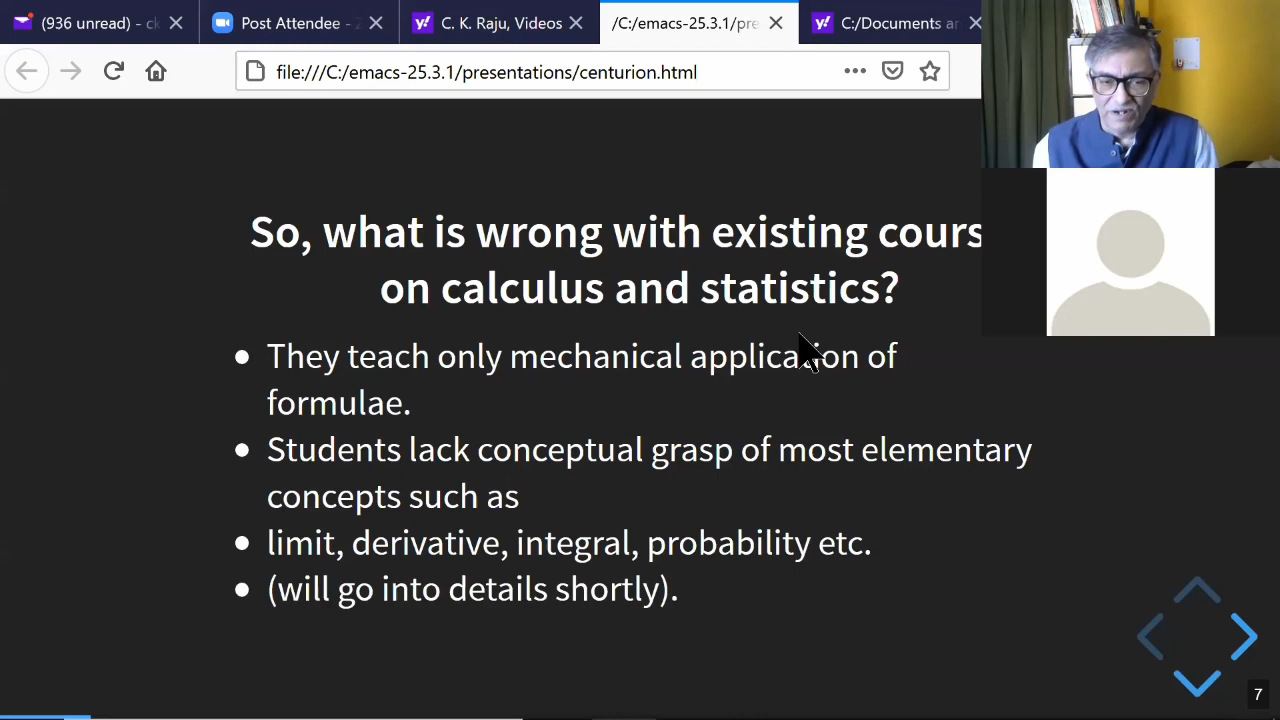 (936 unread) - ck
Post Attendee - Z
C. K. Raju, Videos
/C:/emacs-25.3.1/pre
C:/Documents ar
file:///C:/emacs-25.3.1/presentations/centurion.html
So, what is wrong with existing cours
on calculus and statistics?
• They teach only mechanical application of
formulae.
• Students lack conceptual grasp of most elementary
concepts such as
• limit, derivative, integral, probability etc.
• (will go into details shortly).
7